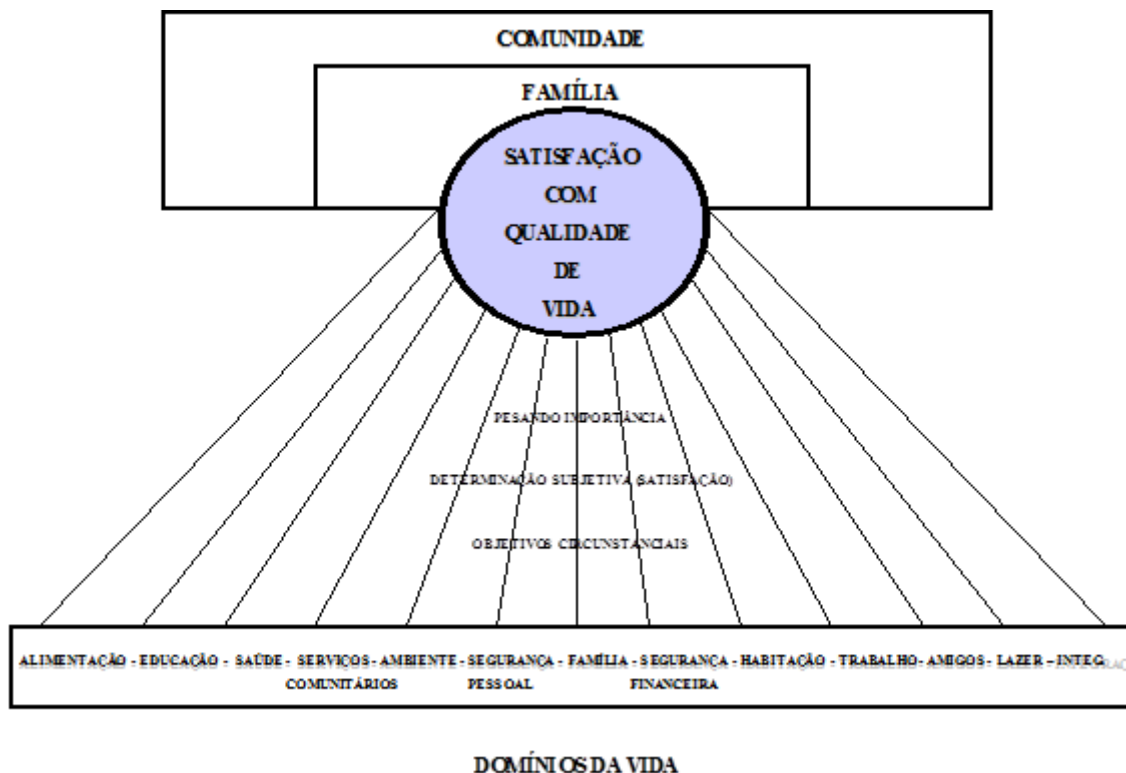 COMUNIDADE
FAMÍLIA
SATISFAÇÃO
COM
QUALIDADE
DE
VIDA
PESANDO IMPORTÂNCIA
DETERMINAÇÃO SUBJETIVA (SATISFAÇÃO)
OBJETIVOS CIRCUNSTANCIAIS
ALIMENTAÇÃO - EDUCAÇÃO - SAÚDE - SERVIÇOS - AMBIENTE - SEGURANÇA - FAMÍLIA - SEGURANÇA - HABITAÇÃO - TRABALHO - AMIGOS - LAZER - INTEGRAÇ
COMUNITÁRIOS PESSOAL FINANCEIRA
DOMÍNIOS DA VIDA